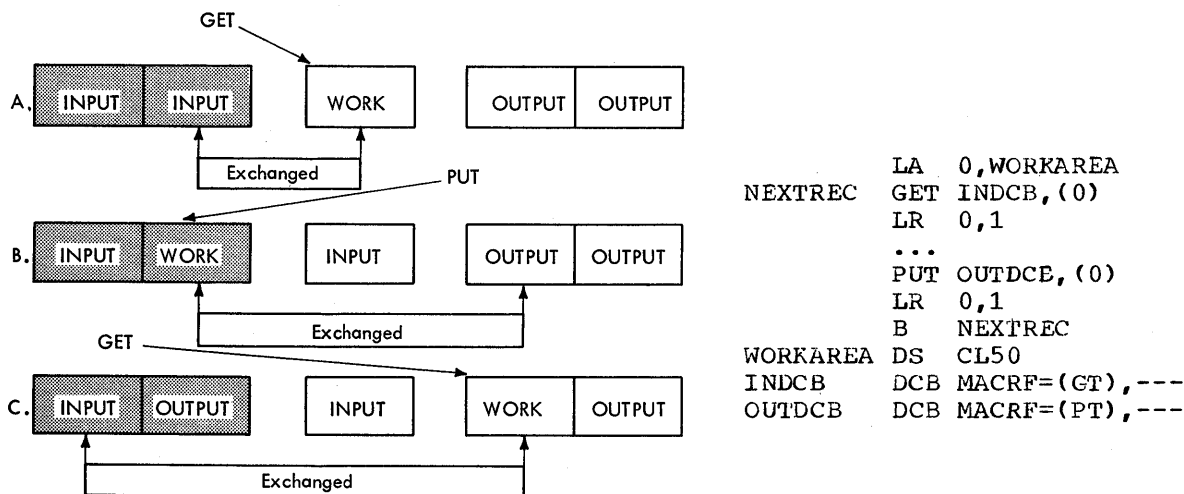 GET
A. INPUT INPUT WORK OUTPUT OUTPUT
Exchanged
PUT
B. INPUT WORK INPUT OUTPUT OUTPUT
Exchanged
GET
C. INPUT OUTPUT INPUT WORK OUTPUT
Exchanged
LA 0,WORKAREA
NEXTREC GET INDCB,(0)
LR 0,1
...
PUT OUTDCB,(0)
LR 0,1
B NEXTREC
WORKAREA DS CL50
INDCB DCB MACRF=(GT),---
OUTDCB DCB MACRF=(PT),---